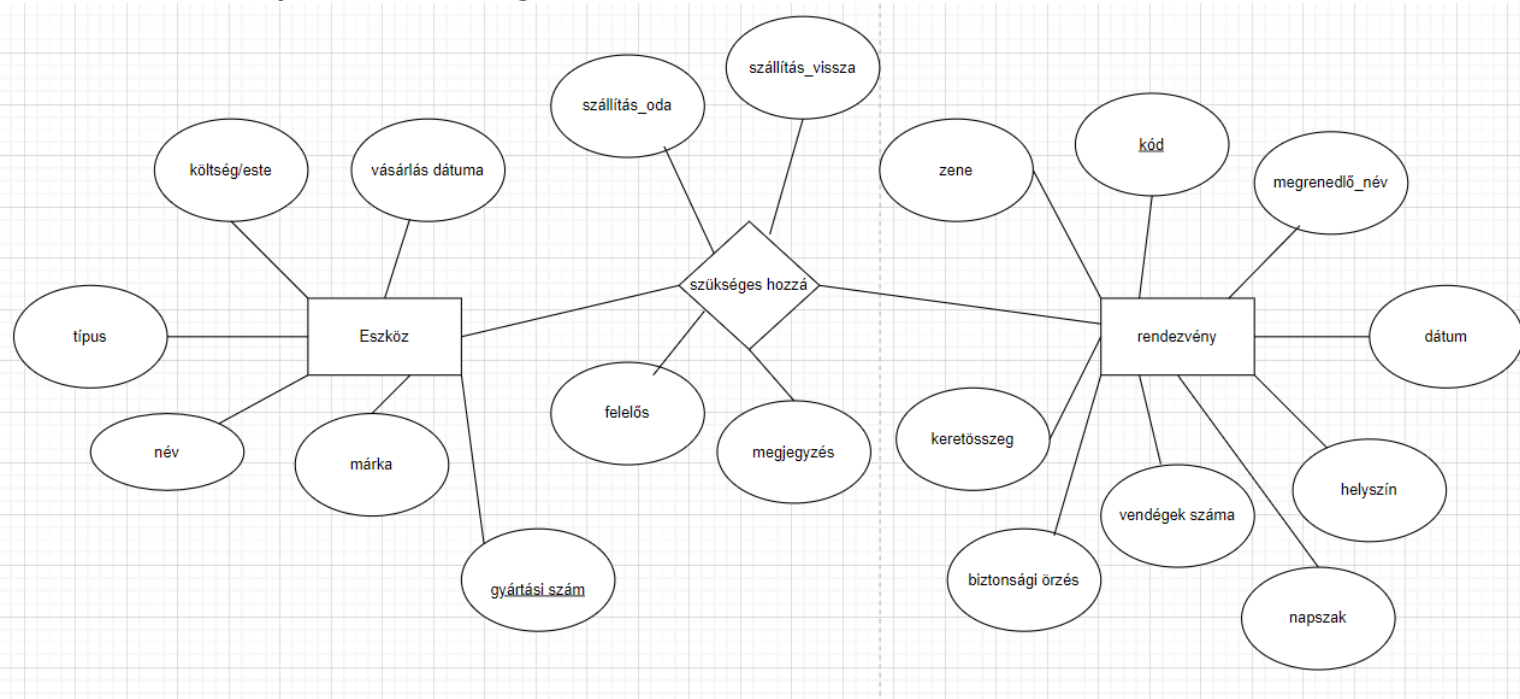 szállítás_vissza
szállítás_oda
kód
költség/este
vásárlás dátuma
zene
megrenedlő_név
szükséges hozzá
típus
Eszköz
rendezvény
dátum
felelős
keretösszeg
név
márka
megjegyzés
helyszín
vendégek száma
biztonsági örzés
gyártási szám
napszak